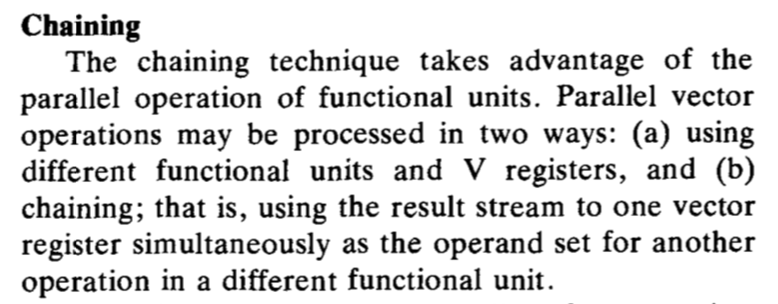 Chaining
The chaining technique takes advantage of the
parallel operation of functional units. Parallel vector
operations may be processed in two ways: (a) using
different functional units and V registers, and (b)
chaining; that is, using the result stream to one vector
register simultaneously as the operand set for another
operation in a different functional unit.